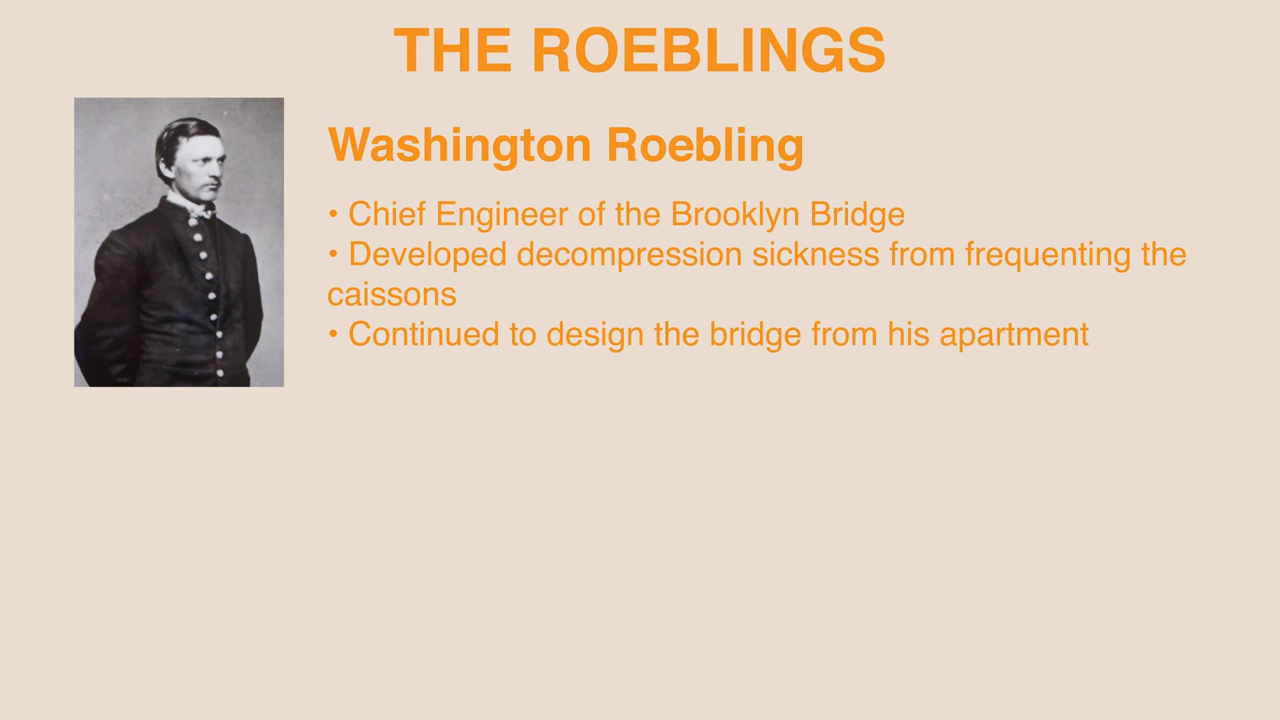 THE ROEBLINGS
Washington Roebling
• Chief Engineer of the Brooklyn Bridge
• Developed decompression sickness from frequenting the
caissons
• Continued to design the bridge from his apartment